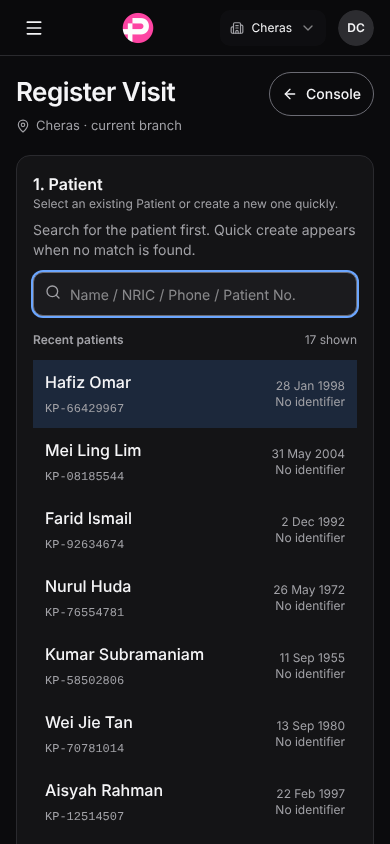 Cheras
DC
Register Visit
Console
Cheras · current branch
1. Patient
Select an existing Patient or create a new one quickly.
Search for the patient first. Quick create appears
when no match is found.
Name / NRIC / Phone / Patient No.
Recent patients
17 shown
Hafiz Omar
28 Jan 1998
KP-66429967
No identifier
Mei Ling Lim
31 May 2004
KP-08185544
No identifier
Farid Ismail
2 Dec 1992
KP-92634674
No identifier
Nurul Huda
26 May 1972
KP-76554781
No identifier
Kumar Subramaniam
11 Sep 1955
KP-58502806
No identifier
Wei Jie Tan
13 Sep 1980
KP-70781014
No identifier
Aisyah Rahman
22 Feb 1997
KP-12514507
No identifier